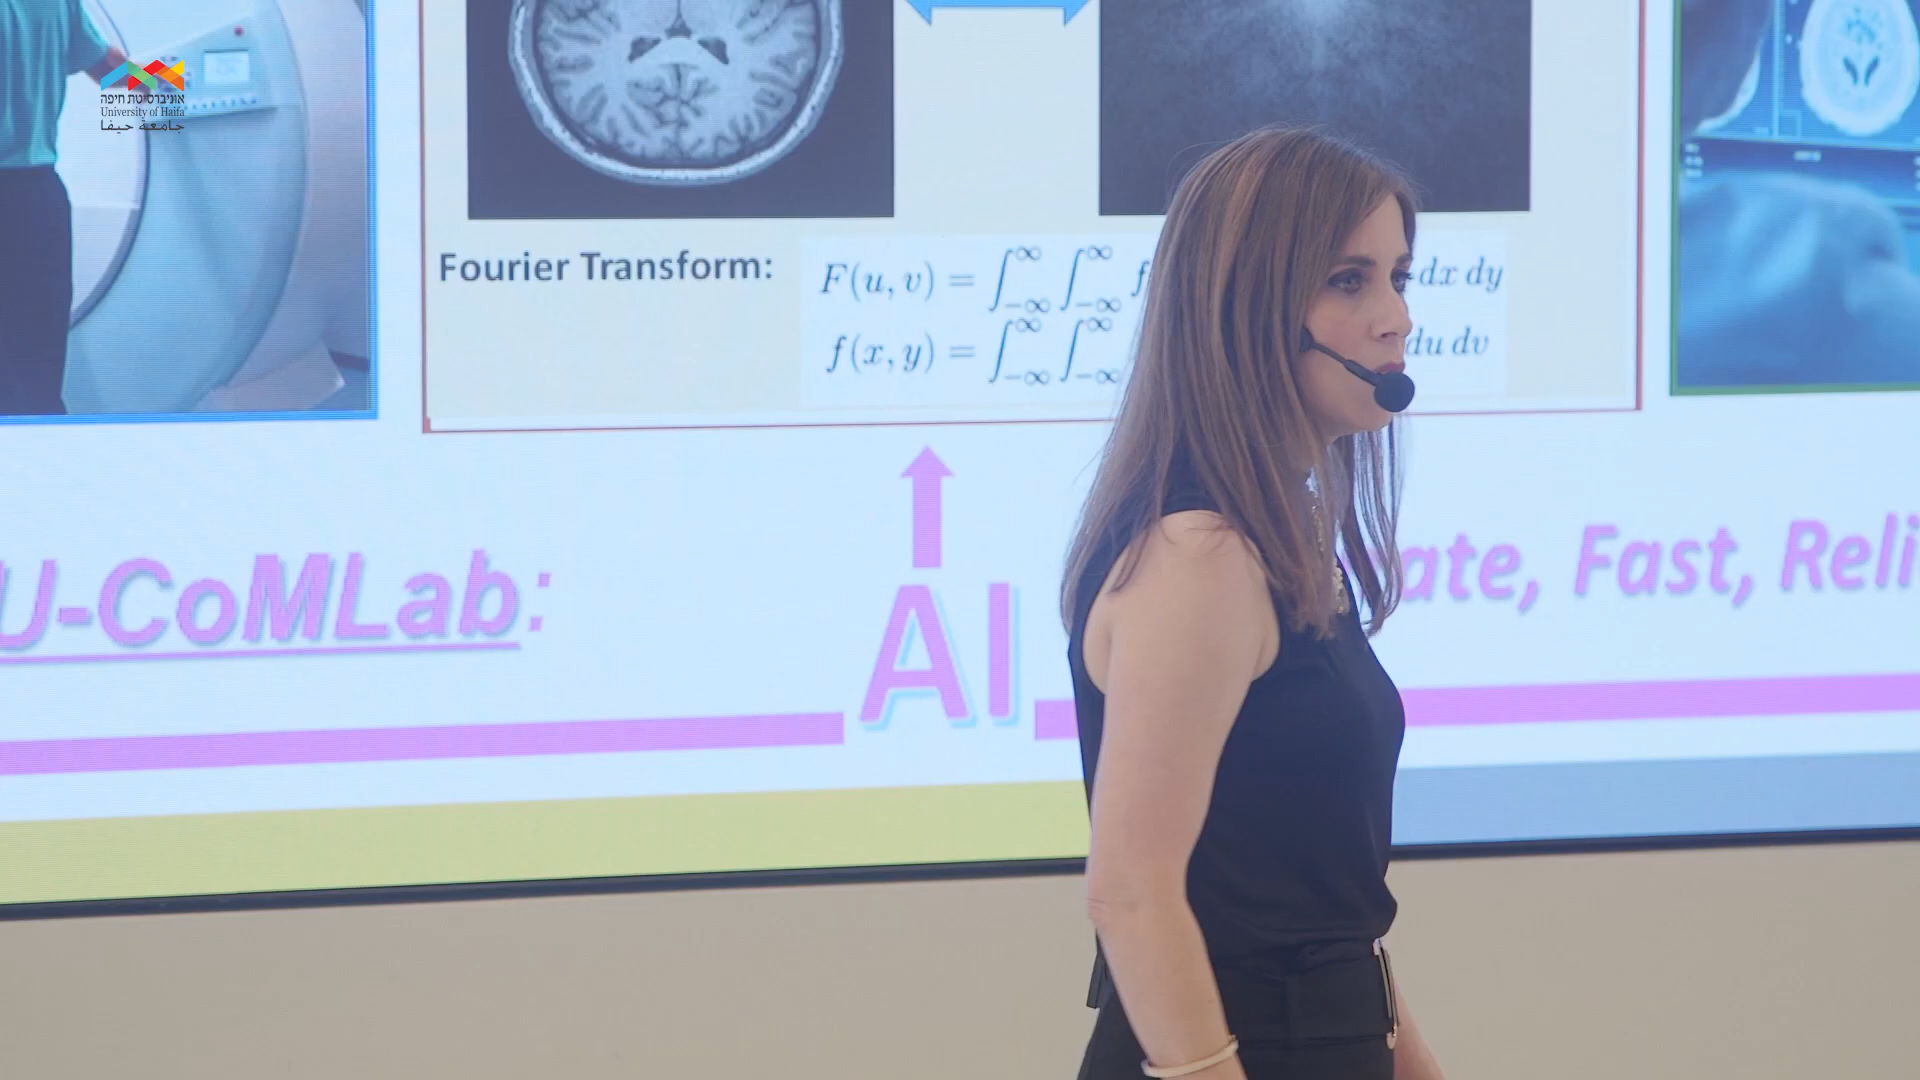 אוניברסיטת חיפה
University of Haifa
جامعة حيفا
Fourier Transform:
F(u, v) = ∫_{-∞}^{∞} ∫_{-∞}^{∞} f dx dy
f(x, y) = ∫_{-∞}^{∞} ∫_{-∞}^{∞} du dv
U-CoMLab:
AI
ate, Fast, Reli